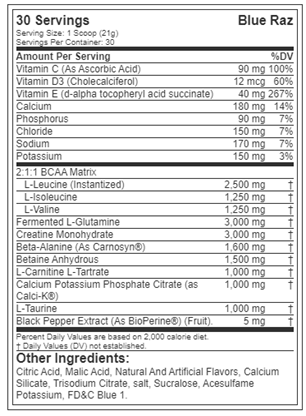 30 Servings Blue Raz
Serving Size: 1 Scoop (21g)
Servings Per Container: 30
Amount Per Serving %DV
Vitamin C (As Ascorbic Acid) 90 mg 100%
Vitamin D3 (Cholecalciferol) 12 mcg 60%
Vitamin E (d-alpha tocopheryl acid succinate) 40 mg 267%
Calcium 180 mg 14%
Phosphorus 90 mg 7%
Chloride 150 mg 7%
Sodium 170 mg 7%
Potassium 150 mg 3%
2:1:1 BCAA Matrix
L-Leucine (Instantized) 2,500 mg †
L-Isoleucine 1,250 mg †
L-Valine 1,250 mg †
Fermented L-Glutamine 3,000 mg †
Creatine Monohydrate 3,000 mg †
Beta-Alanine (As Carnosyn®) 1,600 mg †
Betaine Anhydrous 1,500 mg †
L-Carnitine L-Tartrate 1,000 mg †
Calcium Potassium Phosphate Citrate (as 1,000 mg †
Calci-K®)
L-Taurine 1,000 mg †
Black Pepper Extract (As BioPerine®) (Fruit). 5 mg †
Percent Daily Values are based on 2,000 calorie diet.
† Daily Values (DV) not established.
Other Ingredients:
Citric Acid, Malic Acid, Natural And Artificial Flavors, Calcium
Silicate, Trisodium Citrate, salt, Sucralose, Acesulfame
Potassium, FD&C Blue 1.